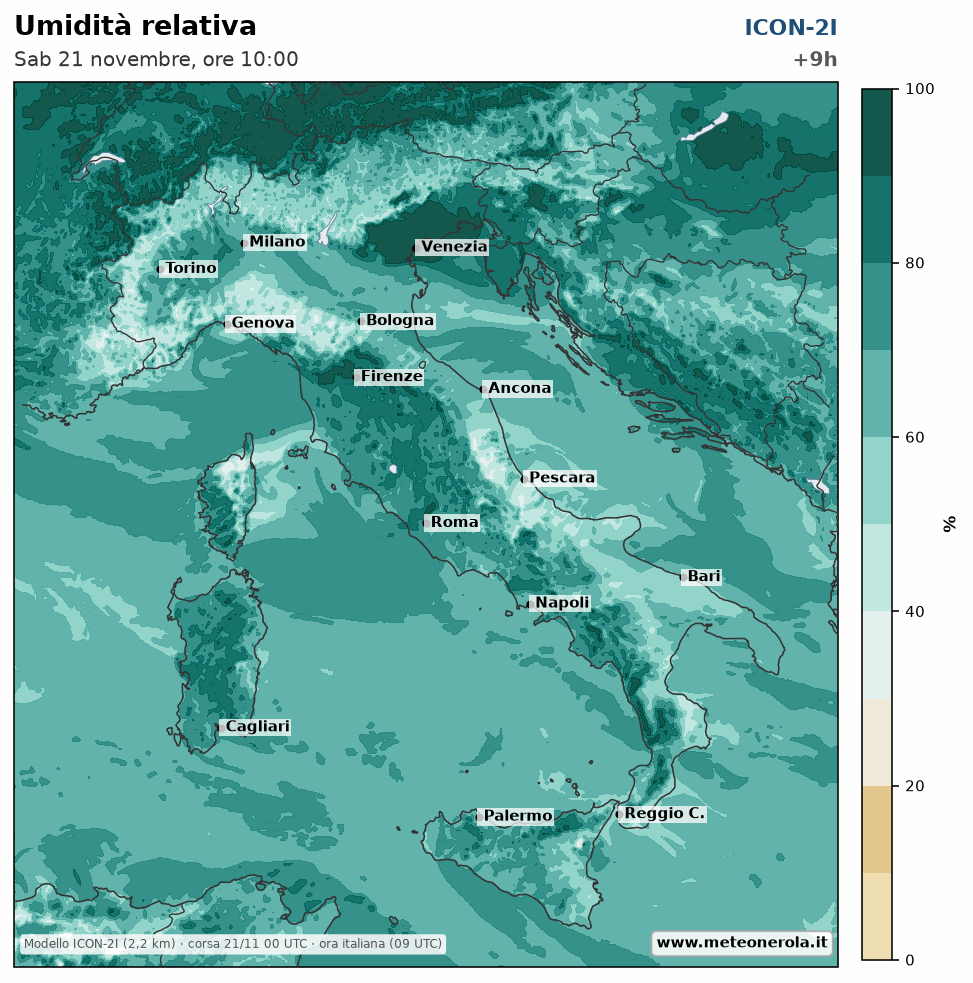 Umidità relativa
ICON-2I
Sab 21 novembre, ore 10:00
+9h
100
80
60
40
20
0
%
Milano
Venezia
Torino
Genova
Bologna
Firenze
Ancona
Pescara
Roma
Bari
Napoli
Cagliari
Palermo
Reggio C.
Modello ICON-2I (2,2 km) · corsa 21/11 00 UTC · ora italiana (09 UTC)
www.meteonerola.it